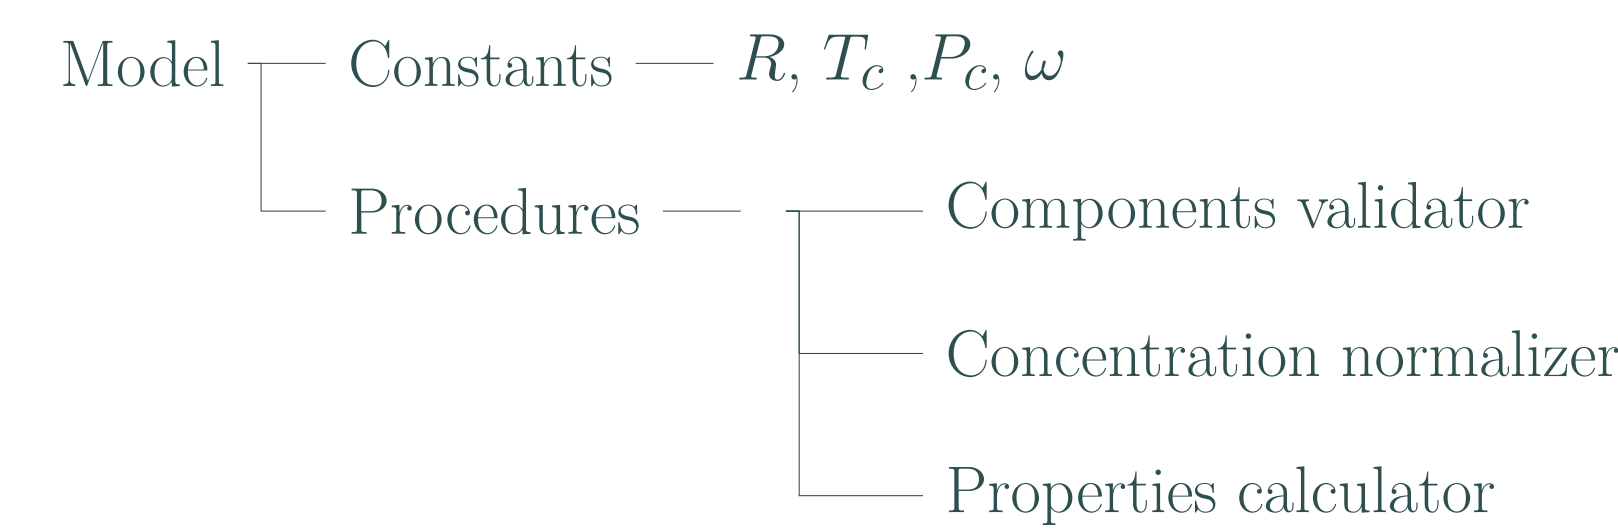 Model Constants R, T_c ,P_c, ω
Procedures Components validator
Concentration normalizer
Properties calculator